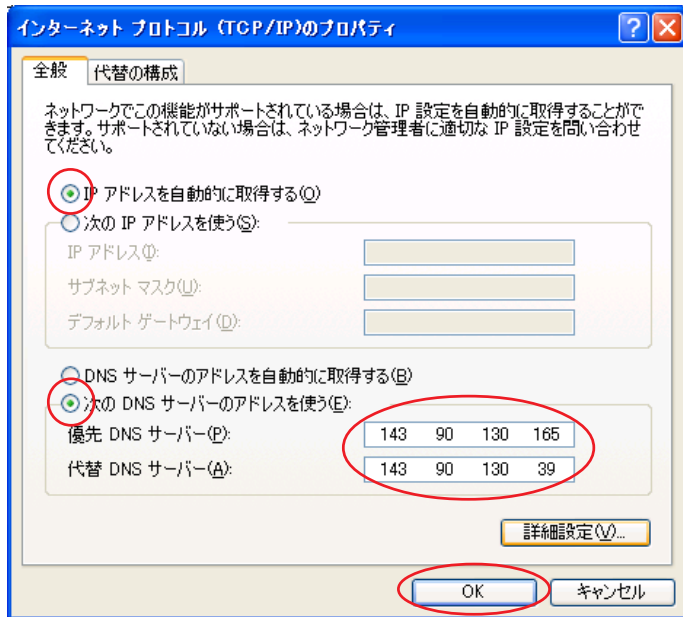 インターネット プロトコル (TCP/IP)のプロパティ
全般
代替の構成
ネットワークでこの機能がサポートされている場合は、IP 設定を自動的に取得することがで
きます。サポートされていない場合は、ネットワーク管理者に適切な IP 設定を問い合わせ
てください。
IP アドレスを自動的に取得する(O)
次の IP アドレスを使う(S):
IP アドレス(I):
サブネット マスク(U):
デフォルト ゲートウェイ(D):
DNS サーバーのアドレスを自動的に取得する(B)
次の DNS サーバーのアドレスを使う(E):
優先 DNS サーバー(P): 143 90 130 165
代替 DNS サーバー(A): 143 90 130 39
詳細設定(V)...
OK
キャンセル